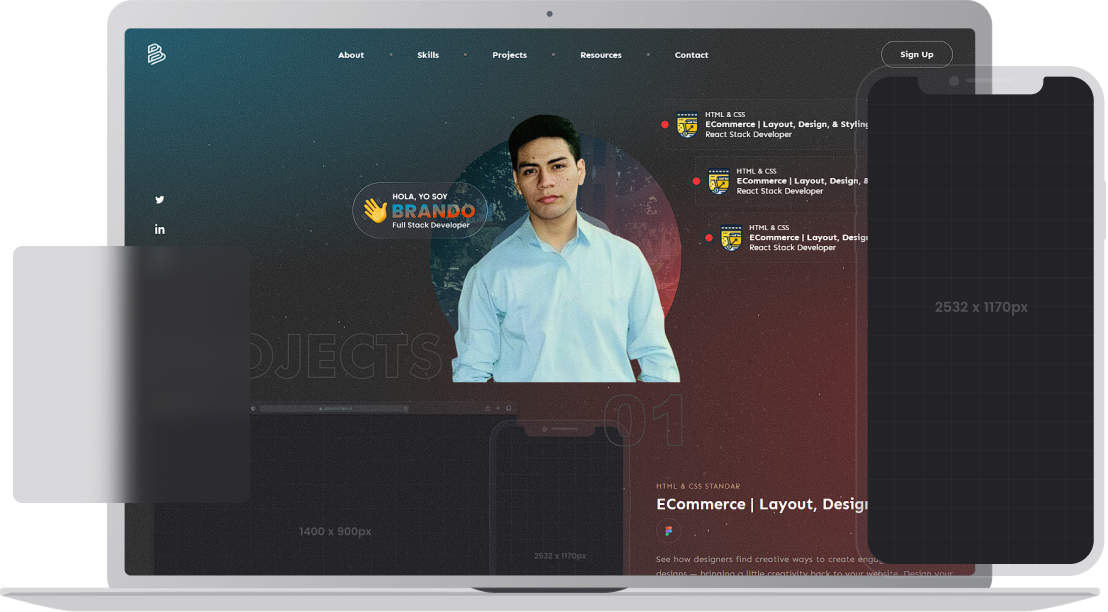 About
Skills
Projects
Resources
Contact
Sign Up
HTML & CSS
ECommerce | Layout, Design, & Styling
React Stack Developer
HTML & CSS
ECommerce | Layout, Design, &
React Stack Developer
HTML & CSS
ECommerce | Layout, Design
React Stack Developer
HOLA, YO SOY
BRANDO
Full Stack Developer
in
OJECTS
01
2532 x 1170px
1400 x 900px
2532 x 1170px
HTML & CSS STANDAR
ECommerce | Layout, Design
See how designers find creative ways to create
designs — bringing a little creativity back to your website. Design your